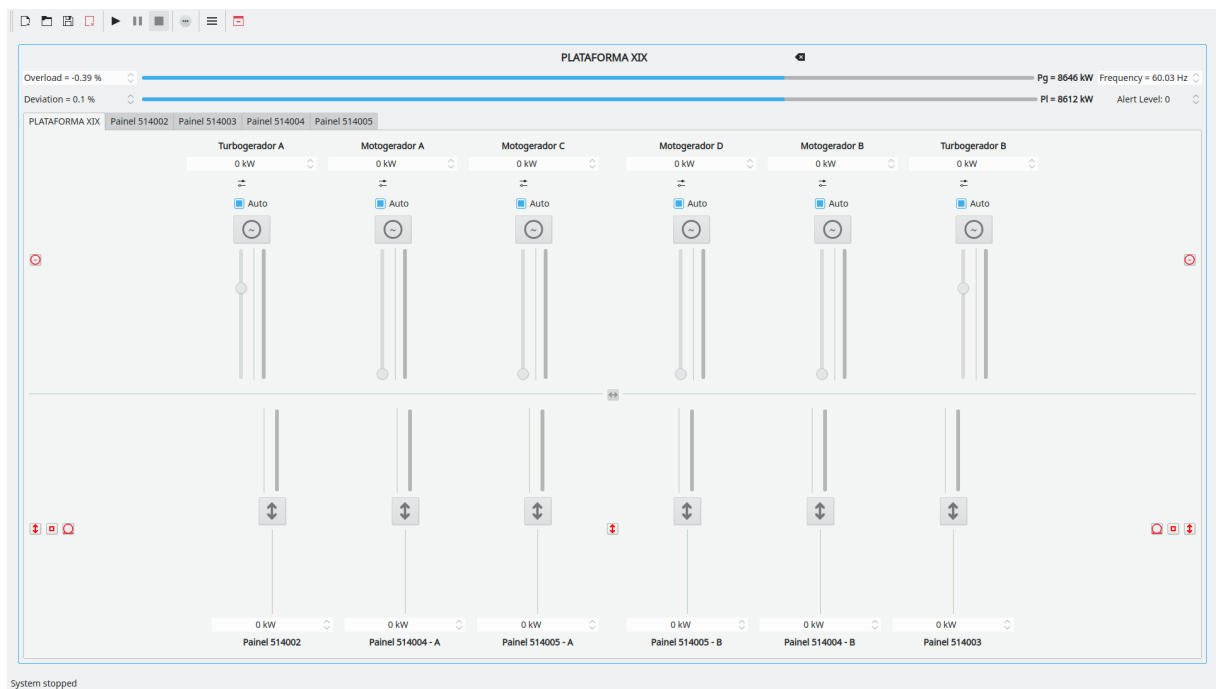 PLATAFORMA XIX
Overload = -0.39 % Pg = 8646 kW Frequency = 60.03 Hz
Deviation = 0.1 % Pl = 8612 kW Alert Level: 0
PLATAFORMA XIX Painel 514002 Painel 514003 Painel 514004 Painel 514005
Turbogerador A Motogerador A Motogerador C Motogerador D Motogerador B Turbogerador B
0 kW 0 kW 0 kW 0 kW 0 kW 0 kW
Auto Auto Auto Auto Auto Auto
0 kW 0 kW 0 kW 0 kW 0 kW 0 kW
Painel 514002 Painel 514004 - A Painel 514005 - A Painel 514005 - B Painel 514004 - B Painel 514003
System stopped